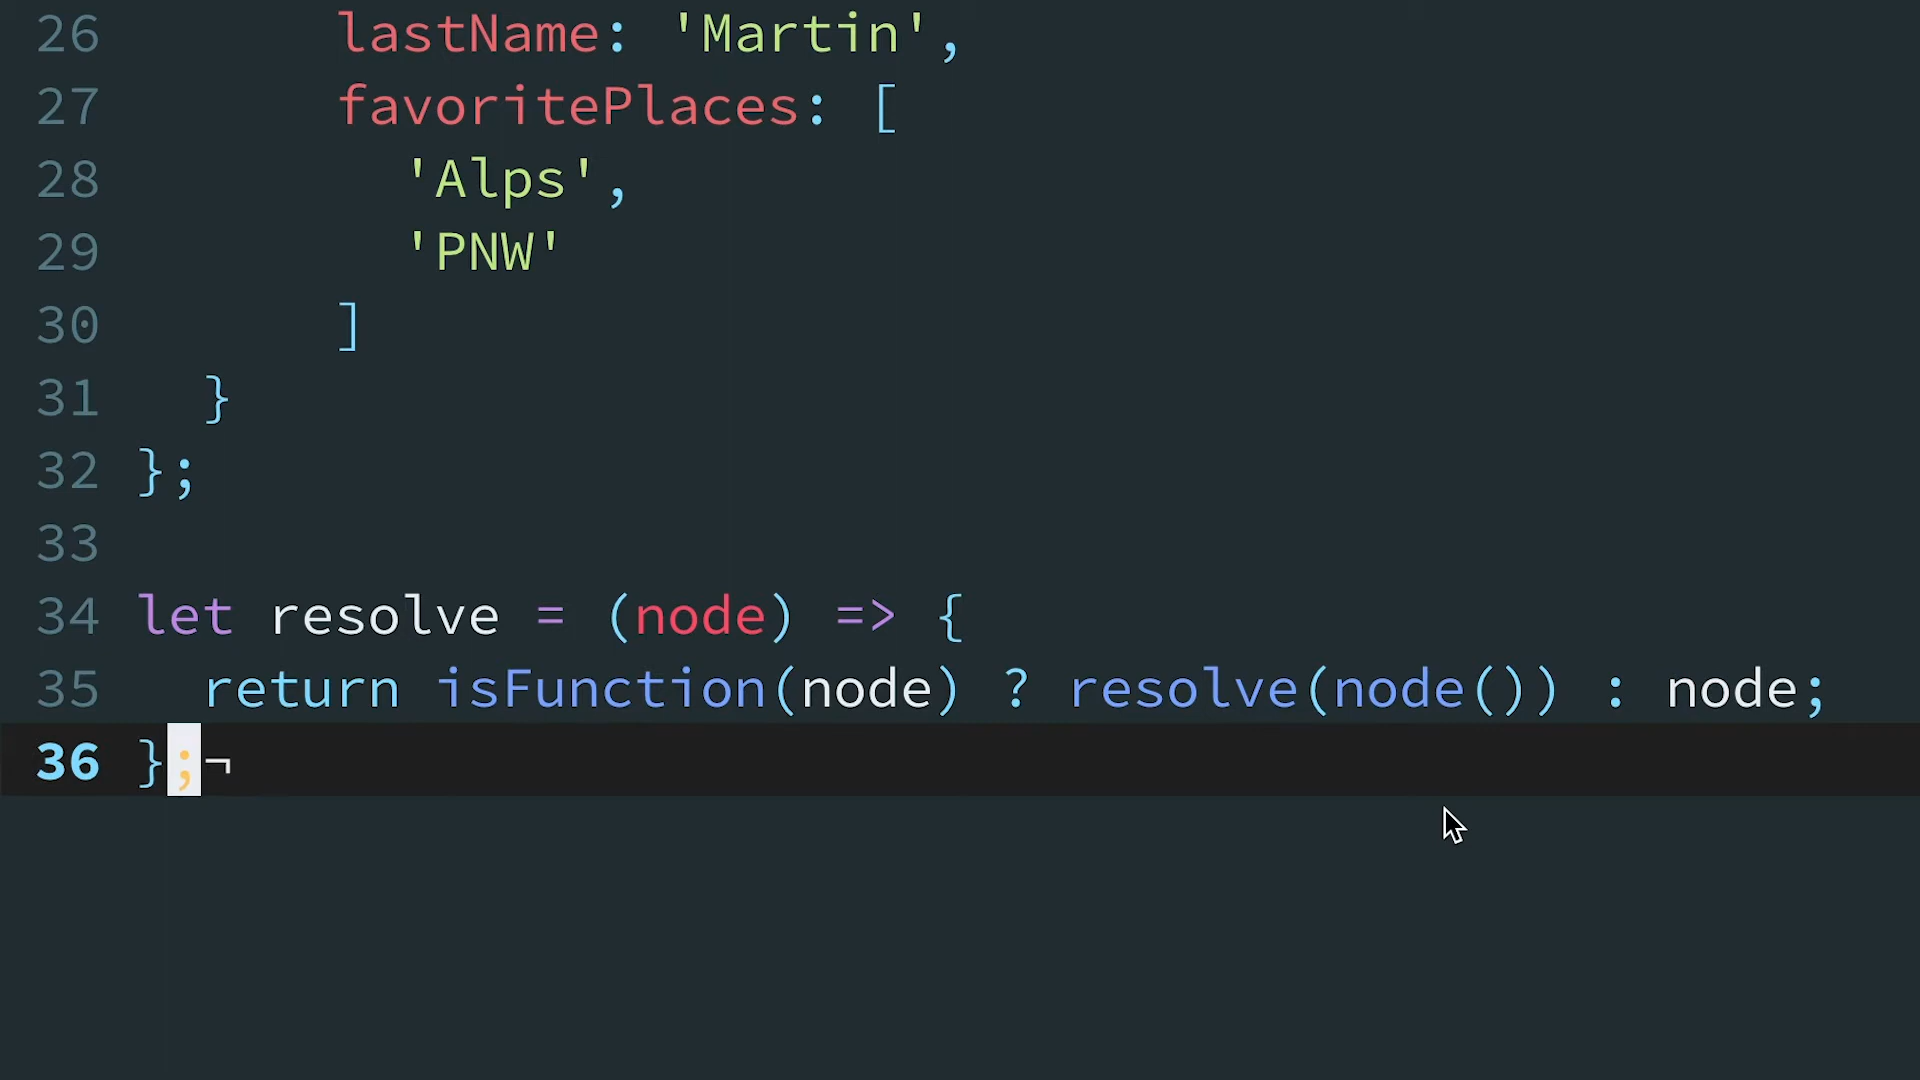 26 lastName: 'Martin',
27 favoritePlaces: [
28 'Alps',
29 'PNW'
30 ]
31 }
32 };
33
34 let resolve = (node) => {
35 return isFunction(node) ? resolve(node()) : node;
36 };¬